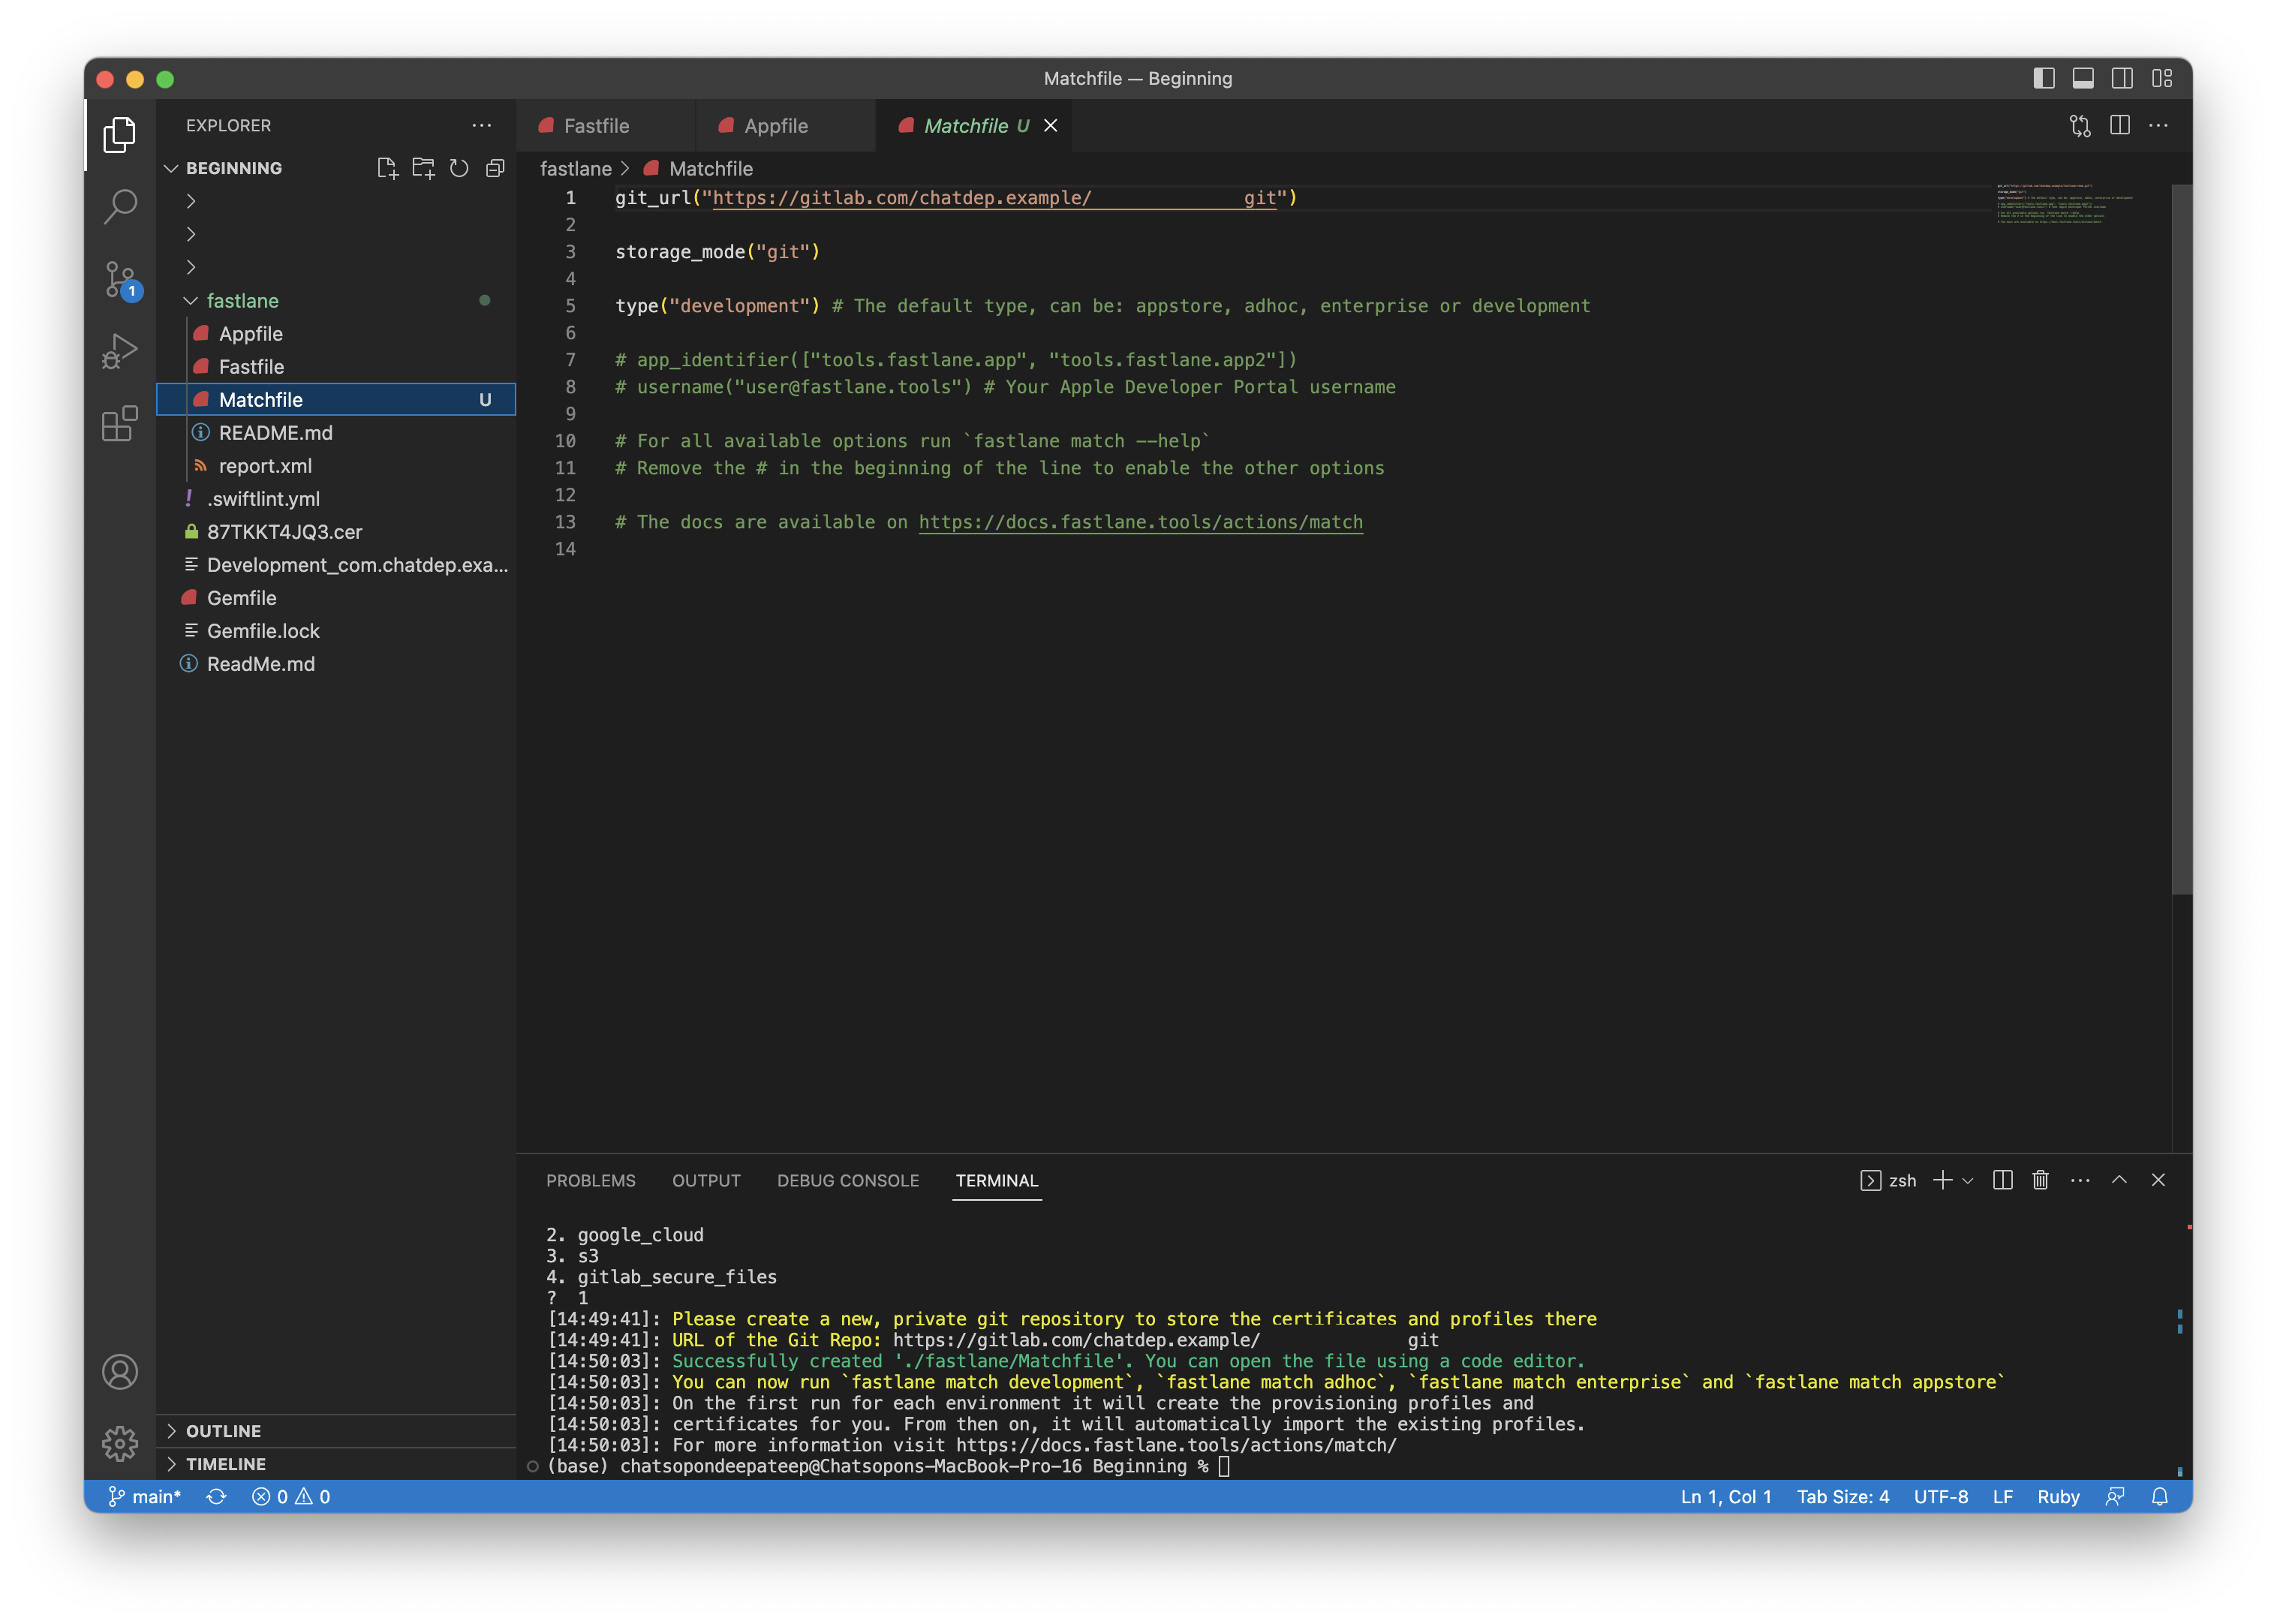 Matchfile — Beginning
EXPLORER
BEGINNING
fastlane
Appfile
Fastfile
Matchfile U
README.md
report.xml
.swiftlint.yml
87TKKT4JQ3.cer
Development_com.chatdep.exa...
Gemfile
Gemfile.lock
ReadMe.md
OUTLINE
TIMELINE
1
Fastfile
Appfile
Matchfile U
fastlane > Matchfile
1 git_url("https://gitlab.com/chatdep.example/ git")
2
3 storage_mode("git")
4
5 type("development") # The default type, can be: appstore, adhoc, enterprise or development
6
7 # app_identifier(["tools.fastlane.app", "tools.fastlane.app2"])
8 # username("user@fastlane.tools") # Your Apple Developer Portal username
9
10 # For all available options run `fastlane match --help`
11 # Remove the # in the beginning of the line to enable the other options
12
13 # The docs are available on https://docs.fastlane.tools/actions/match
14
PROBLEMS OUTPUT DEBUG CONSOLE TERMINAL
zsh
2. google_cloud
3. s3
4. gitlab_secure_files
? 1
[14:49:41]: Please create a new, private git repository to store the certificates and profiles there
[14:49:41]: URL of the Git Repo: https://gitlab.com/chatdep.example/ git
[14:50:03]: Successfully created './fastlane/Matchfile'. You can open the file using a code editor.
[14:50:03]: You can now run `fastlane match development`, `fastlane match adhoc`, `fastlane match enterprise` and `fastlane match appstore`
[14:50:03]: On the first run for each environment it will create the provisioning profiles and
[14:50:03]: certificates for you. From then on, it will automatically import the existing profiles.
[14:50:03]: For more information visit https://docs.fastlane.tools/actions/match/
(base) chatsopondeepateep@Chatsopons-MacBook-Pro-16 Beginning %
main* 0 0 Ln 1, Col 1 Tab Size: 4 UTF-8 LF Ruby